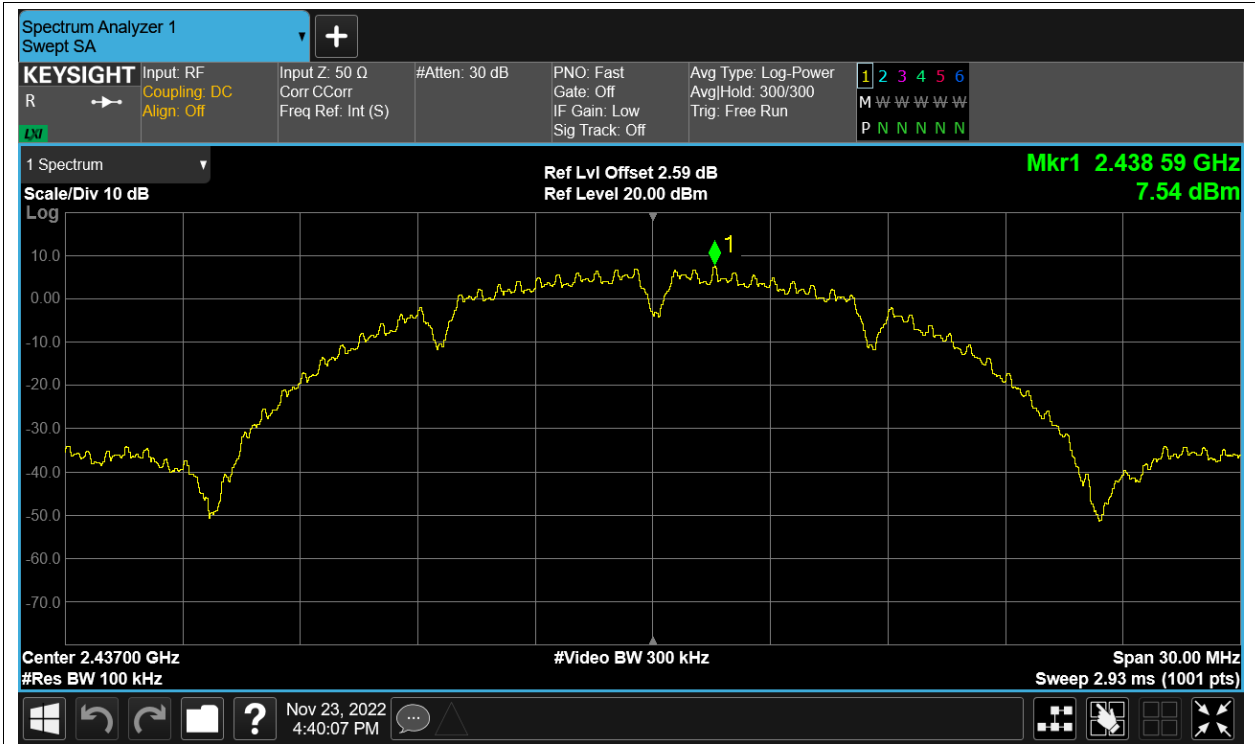 Spectrum Analyzer 1
Swept SA
+
KEYSIGHT
R
LXI
Input: RF
Coupling: DC
Align: Off
Input Z: 50 Ω
Corr CCorr
Freq Ref: Int (S)
#Atten: 30 dB
PNO: Fast
Gate: Off
IF Gain: Low
Sig Track: Off
Avg Type: Log-Power
Avg|Hold: 300/300
Trig: Free Run
1 2 3 4 5 6
M W W W W W
P N N N N N
1 Spectrum
Scale/Div 10 dB
Log
Ref Lvl Offset 2.59 dB
Ref Level 20.00 dBm
Mkr1 2.438 59 GHz
7.54 dBm
1
10.0
0.00
-10.0
-20.0
-30.0
-40.0
-50.0
-60.0
-70.0
Center 2.43700 GHz
#Res BW 100 kHz
#Video BW 300 kHz
Span 30.00 MHz
Sweep 2.93 ms (1001 pts)
?
Nov 23, 2022
4:40:07 PM